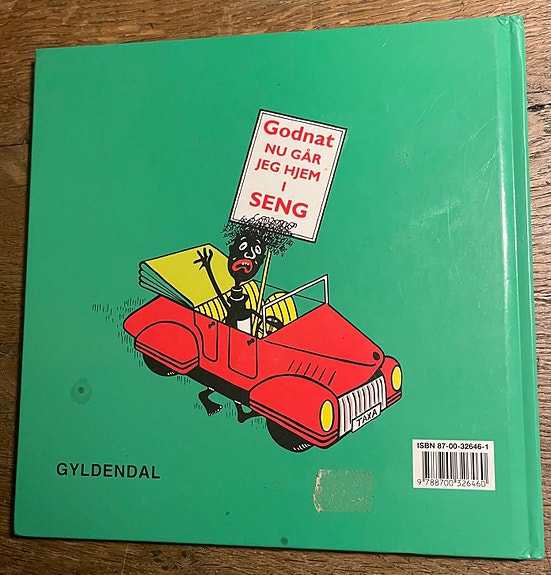 Godnat
NU GÅR
JEG HJEM
I
SENG
TAXA
ISBN 87-00-32646-1
9 788700 326460
GYLDENDAL